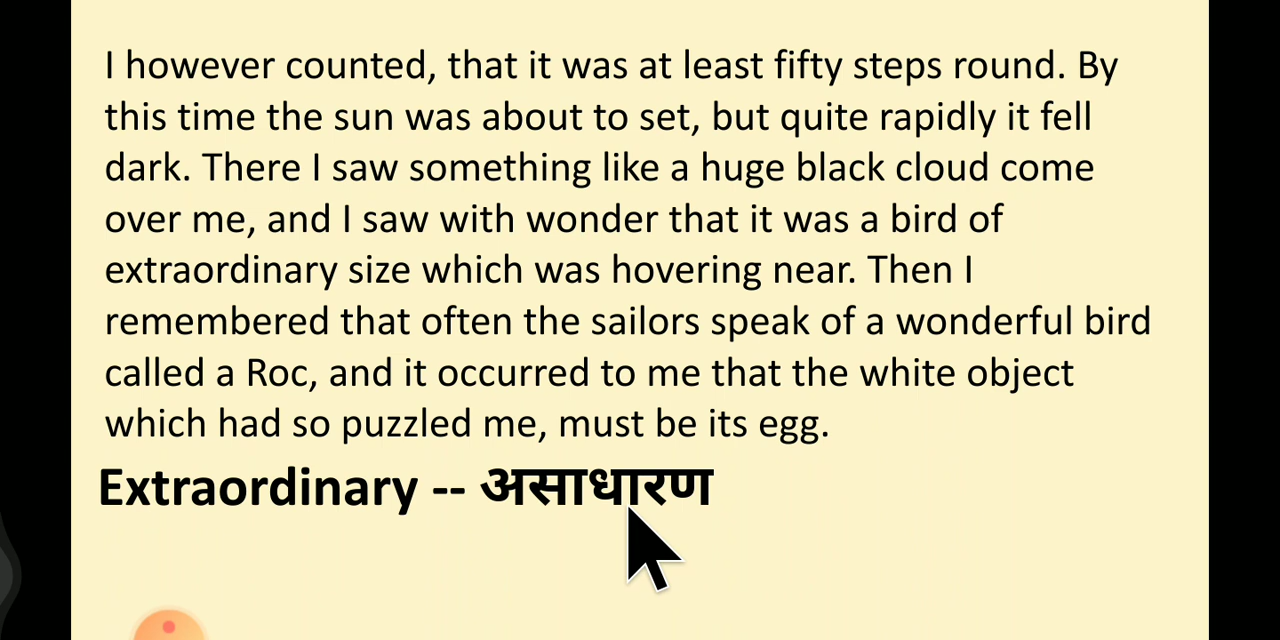 I however counted, that it was at least fifty steps round. By
this time the sun was about to set, but quite rapidly it fell
dark. There I saw something like a huge black cloud come
over me, and I saw with wonder that it was a bird of
extraordinary size which was hovering near. Then I
remembered that often the sailors speak of a wonderful bird
called a Roc, and it occurred to me that the white object
which had so puzzled me, must be its egg.
Extraordinary -- असाधारण